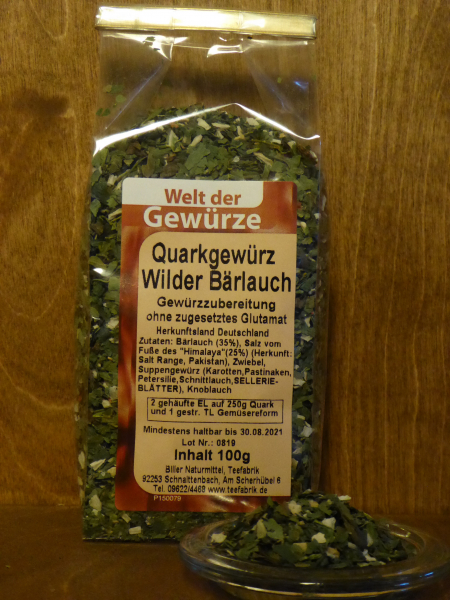 Welt der
Gewürze
Quarkgewürz
Wilder Bärlauch
Gewürzzubereitung
ohne zugesetztes Glutamat
Herkunftsland Deutschland
Zutaten: Bärlauch (35%), Salz vom
Fuße des "Himalaya"(25%) (Herkunft:
Salt Range, Pakistan), Zwiebel,
Suppengewürz (Karotten,Pastinaken,
Petersilie,Schnittlauch,SELLERIE-
BLÄTTER), Knoblauch
2 gehäufte EL auf 250g Quark
und 1 gestr. TL Gemüsereform
Mindestens haltbar bis 30.08.2021
Lot Nr.: 0819
Inhalt 100g
Biller Naturmittel, Teefabrik
92253 Schnaittenbach, Am Scherhübel 6
Tel. 09622/4469 www.teefabrik.de
P150079